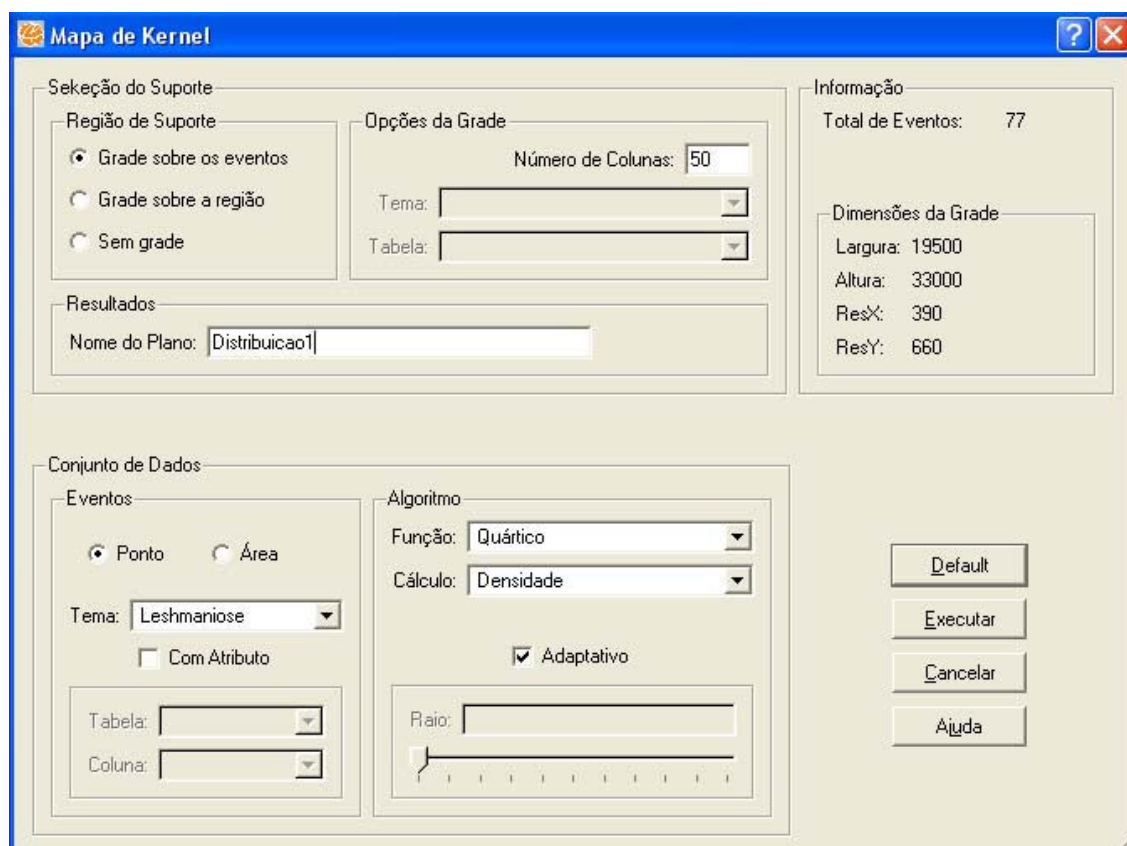 Mapa de Kernel
Sekeção do Suporte
Região de Suporte
Grade sobre os eventos
Grade sobre a região
Sem grade
Opções da Grade
Número de Colunas: 50
Tema:
Tabela:
Resultados
Nome do Plano: Distribuicao1
Informação
Total de Eventos: 77
Dimensões da Grade
Largura: 19500
Altura: 33000
ResX: 390
ResY: 660
Conjunto de Dados
Eventos
Ponto Área
Tema: Leshmaniose
Com Atributo
Tabela:
Coluna:
Algoritmo
Função: Quártico
Cálculo: Densidade
Adaptativo
Raio:
Default
Executar
Cancelar
Ajuda